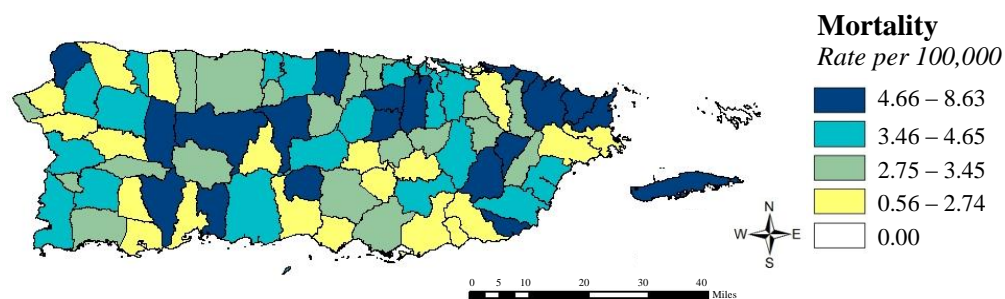 Mortality
Rate per 100,000
4.66 – 8.63
3.46 – 4.65
2.75 – 3.45
0.56 – 2.74
0.00
N
W E
S
0 5 10 20 30 40
Miles